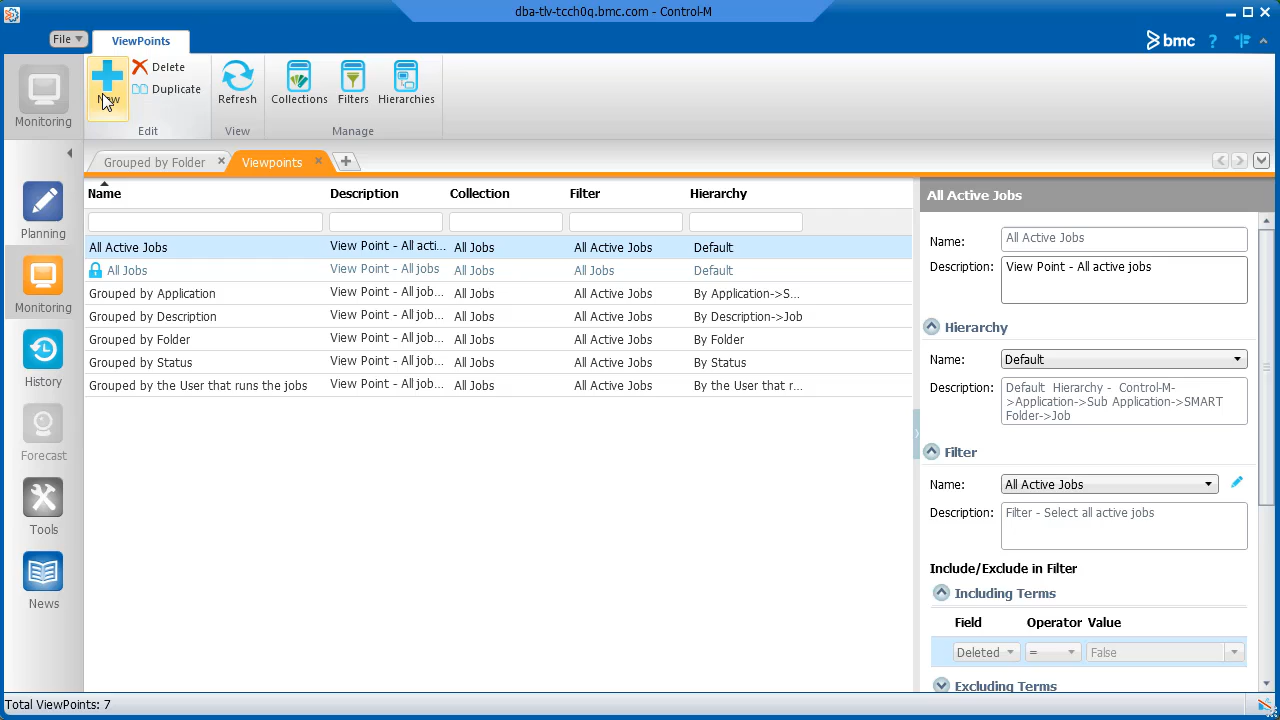 dba-tlv-tcch0q.bmc.com - Control-M
File
ViewPoints
bmc
?
Monitoring
New
Delete
Duplicate
Edit
Refresh
View
Collections
Filters
Hierarchies
Manage
Grouped by Folder
Viewpoints
Planning
Monitoring
History
Forecast
Tools
News
Name Description Collection Filter Hierarchy
All Active Jobs View Point - All acti... All Jobs All Active Jobs Default
All Jobs View Point - All jobs All Jobs All Jobs Default
Grouped by Application View Point - All job... All Jobs All Active Jobs By Application->S...
Grouped by Description View Point - All job... All Jobs All Active Jobs By Description->Job
Grouped by Folder View Point - All job... All Jobs All Active Jobs By Folder
Grouped by Status View Point - All job... All Jobs All Active Jobs By Status
Grouped by the User that runs the jobs View Point - All job... All Jobs All Active Jobs By the User that r...
All Active Jobs
Name: All Active Jobs
Description: View Point - All active jobs
Hierarchy
Name: Default
Description: Default Hierarchy - Control-M-
>Application->Sub Application->SMART
Folder->Job
Filter
Name: All Active Jobs
Description: Filter - Select all active jobs
Include/Exclude in Filter
Including Terms
Field Operator Value
Deleted = False
Excluding Terms
Total ViewPoints: 7